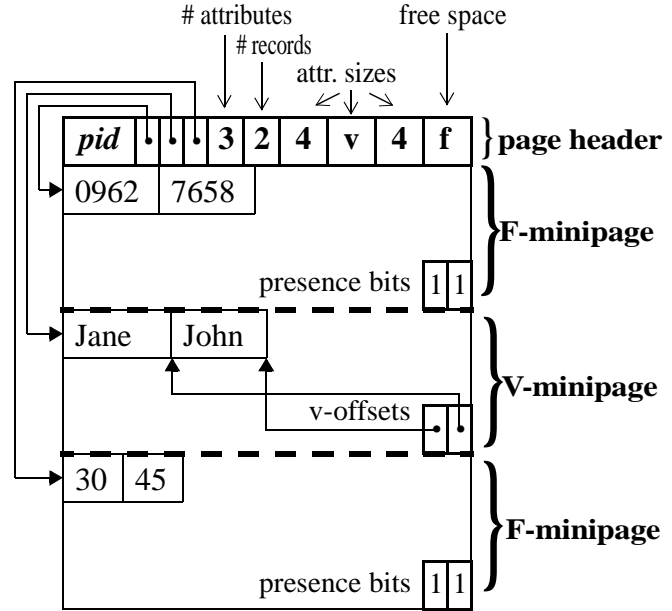 # attributes
free space
# records
attr. sizes
pid 3 2 4 v 4 f
page header
0962 7658
F-minipage
presence bits 1 1
Jane John
V-minipage
v-offsets
30 45
F-minipage
presence bits 1 1